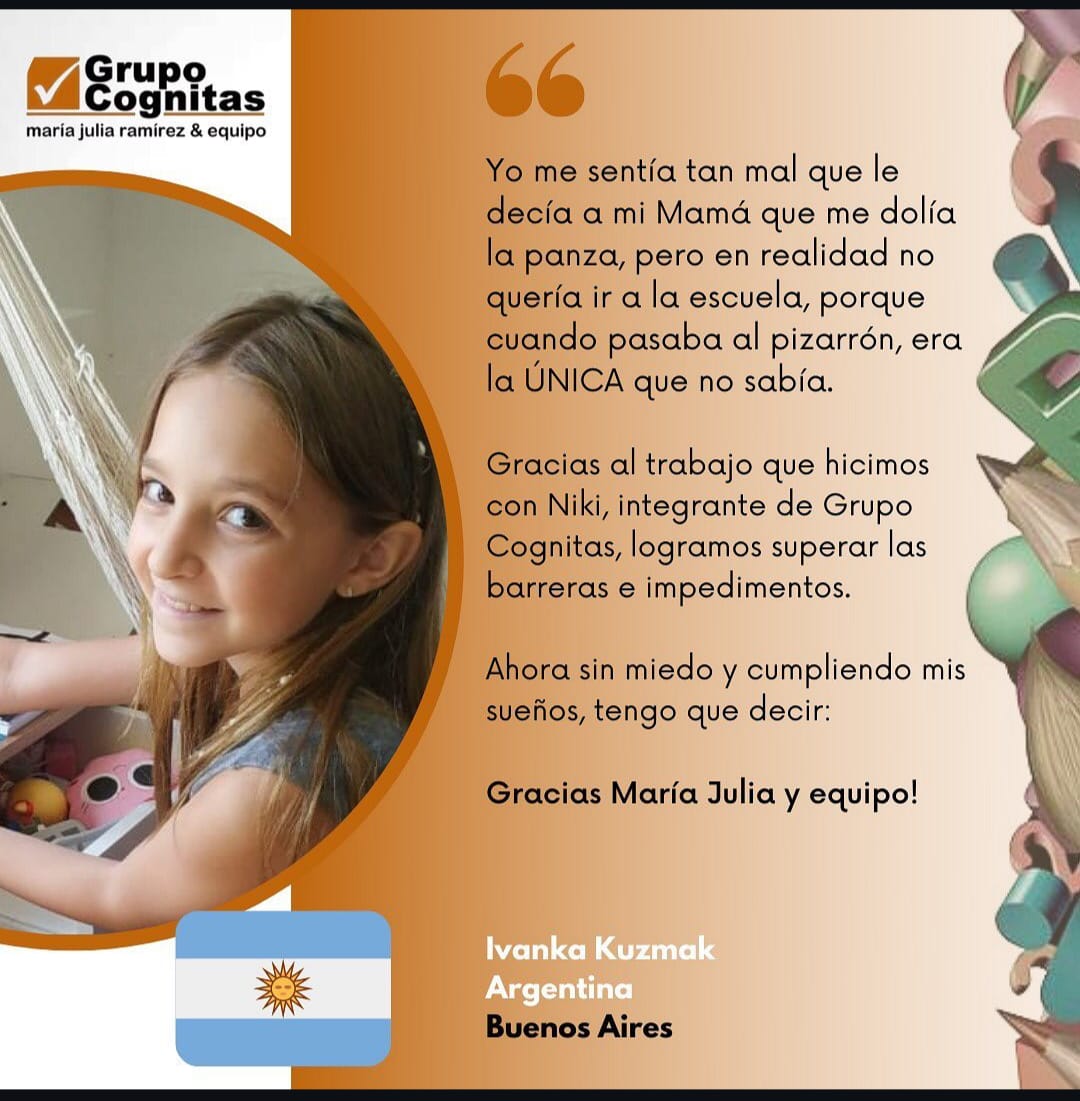 Grupo
Cognitas
maría julia ramírez & equipo
Yo me sentía tan mal que le
decía a mi Mamá que me dolía
la panza, pero en realidad no
quería ir a la escuela, porque
cuando pasaba al pizarrón, era
la ÚNICA que no sabía.
Gracias al trabajo que hicimos
con Niki, integrante de Grupo
Cognitas, logramos superar las
barreras e impedimentos.
Ahora sin miedo y cumpliendo mis
sueños, tengo que decir:
Gracias María Julia y equipo!
Ivanka Kuzmak
Argentina
Buenos Aires